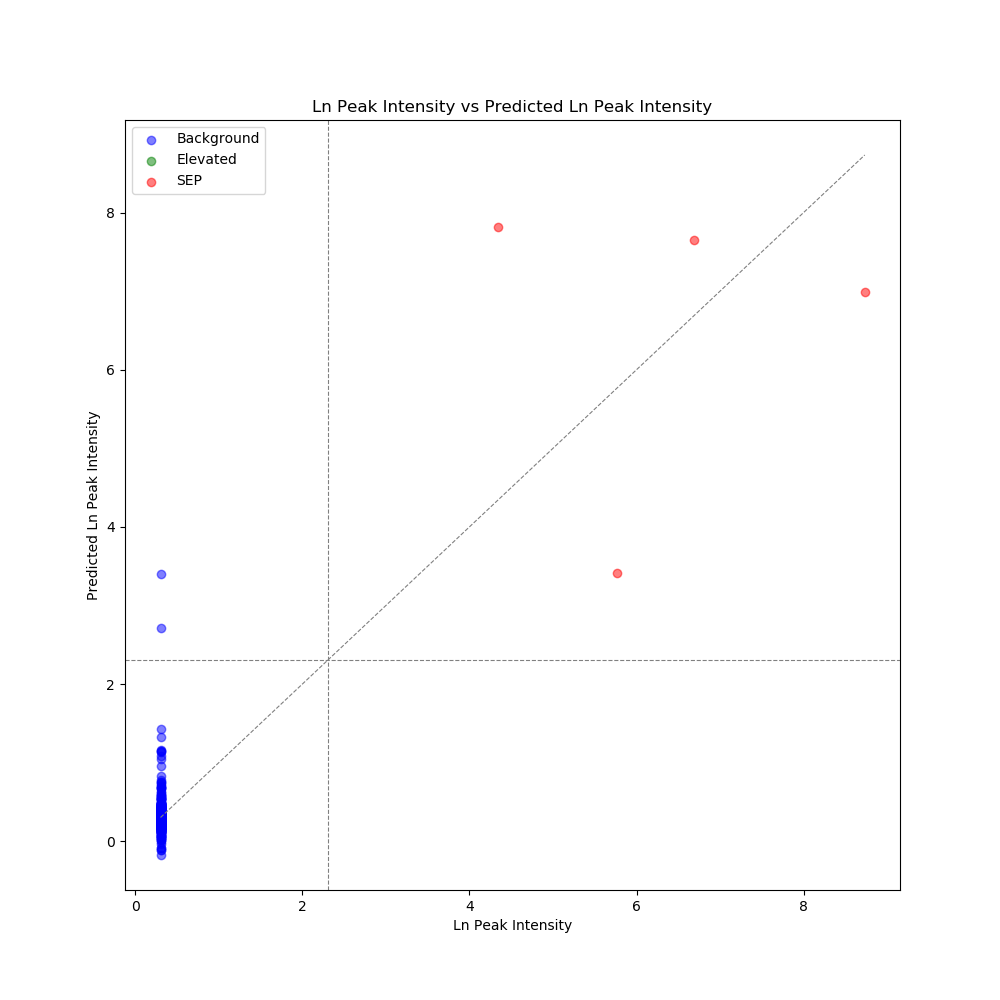 Ln Peak Intensity vs Predicted Ln Peak Intensity
Background
Elevated
SEP
8
6
4
2
0
Predicted Ln Peak Intensity
0 2 4 6 8
Ln Peak Intensity